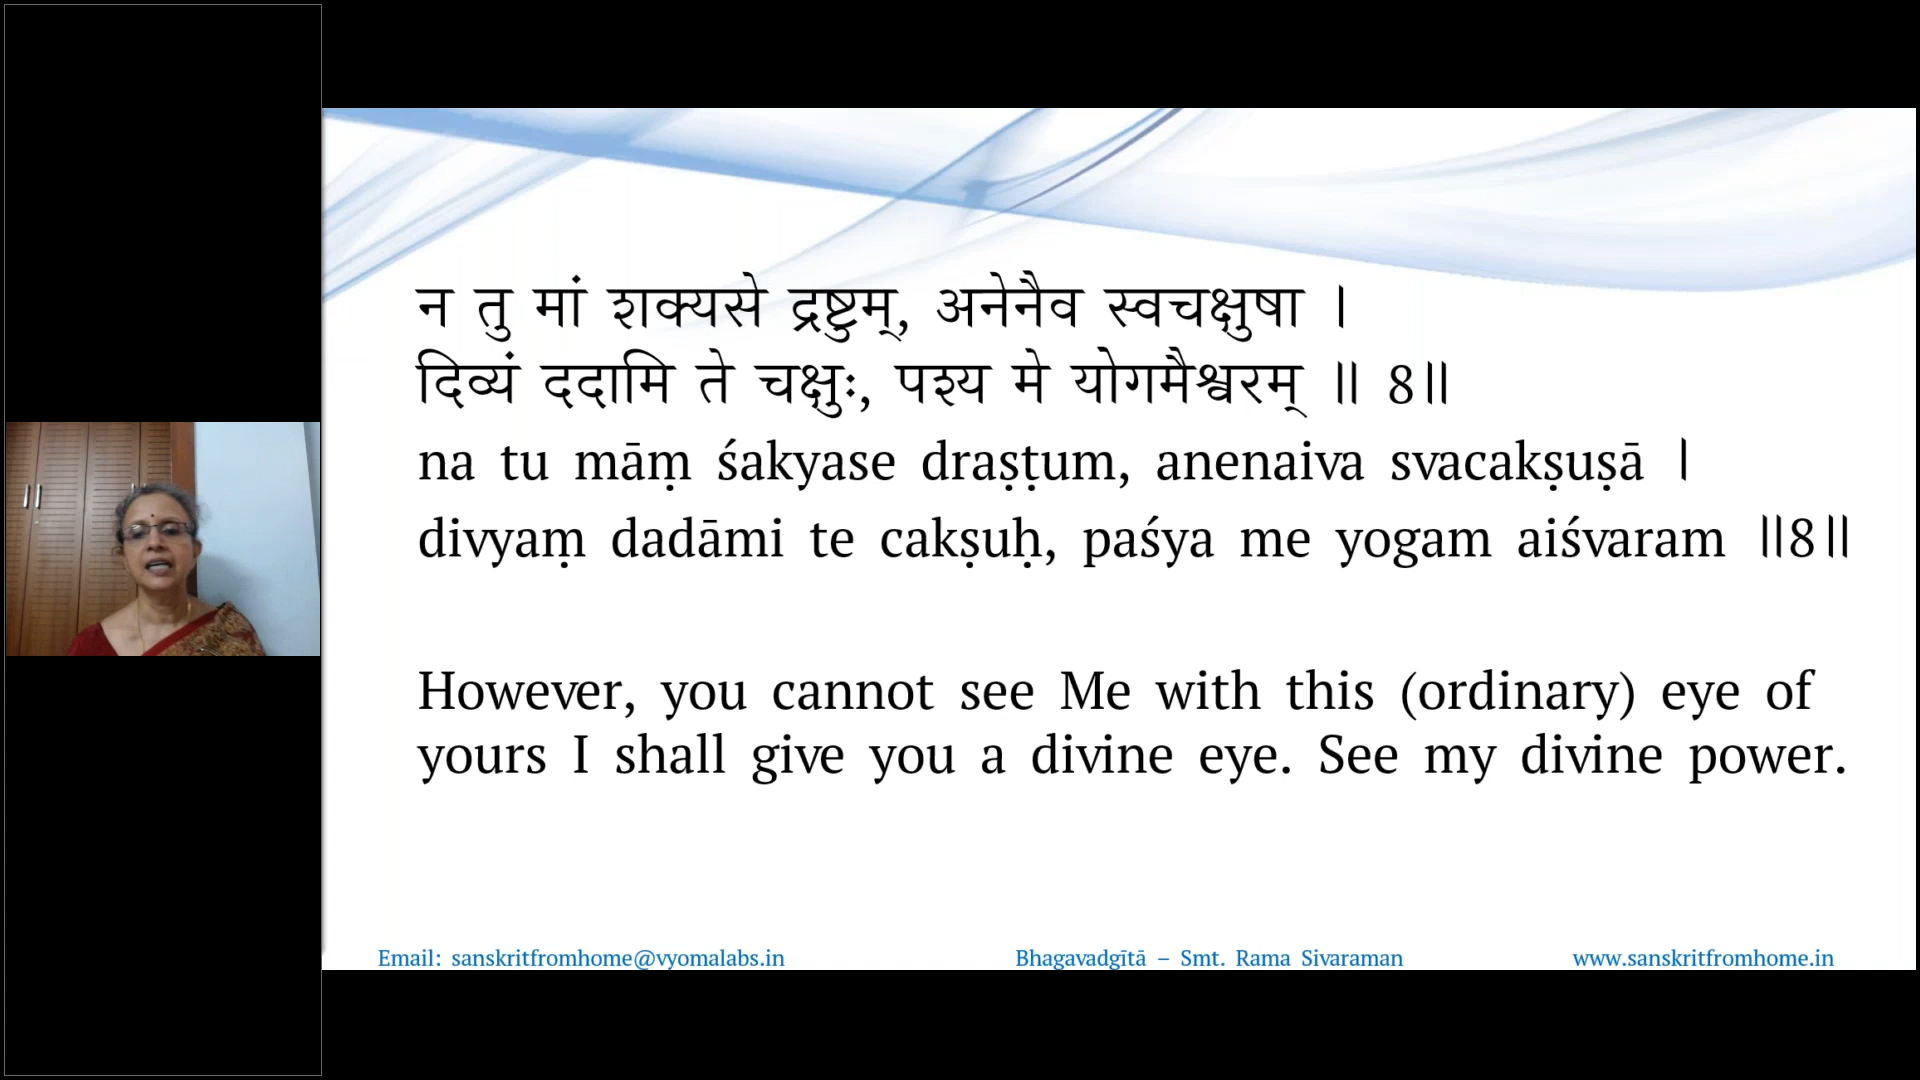 न तु मां शक्यसे द्रष्टुम्, अनेनैव स्वचक्षुषा ।
दिव्यं ददामि ते चक्षुः, पश्य मे योगमैश्वरम् ॥ 8॥
na tu māṃ śakyase draṣṭum, anenaiva svacakṣuṣā ।
divyaṃ dadāmi te cakṣuḥ, paśya me yogam aiśvaram ॥8॥
However, you cannot see Me with this (ordinary) eye of
yours I shall give you a divine eye. See my divine power.
Email: sanskritfromhome@vyomalabs.in Bhagavadgītā – Smt. Rama Sivaraman www.sanskritfromhome.in